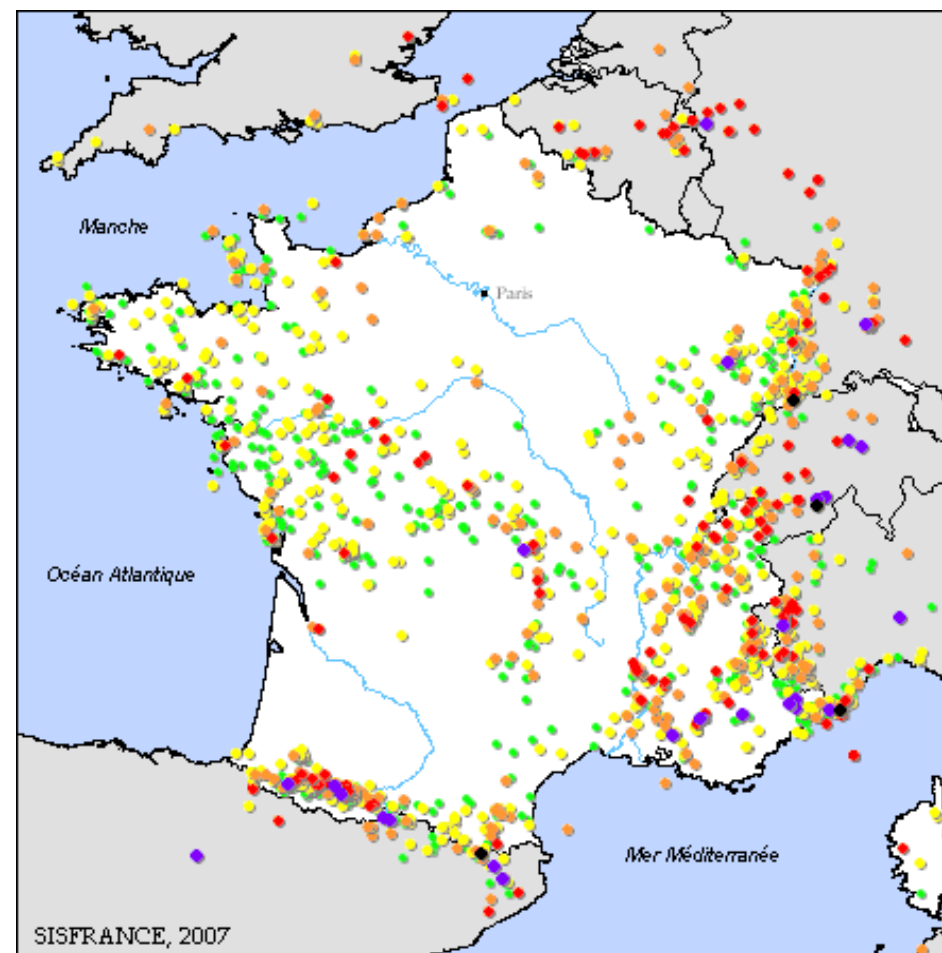 Manche
Paris
Océan Atlantique
Mer Méditerranée
SISFRANCE, 2007